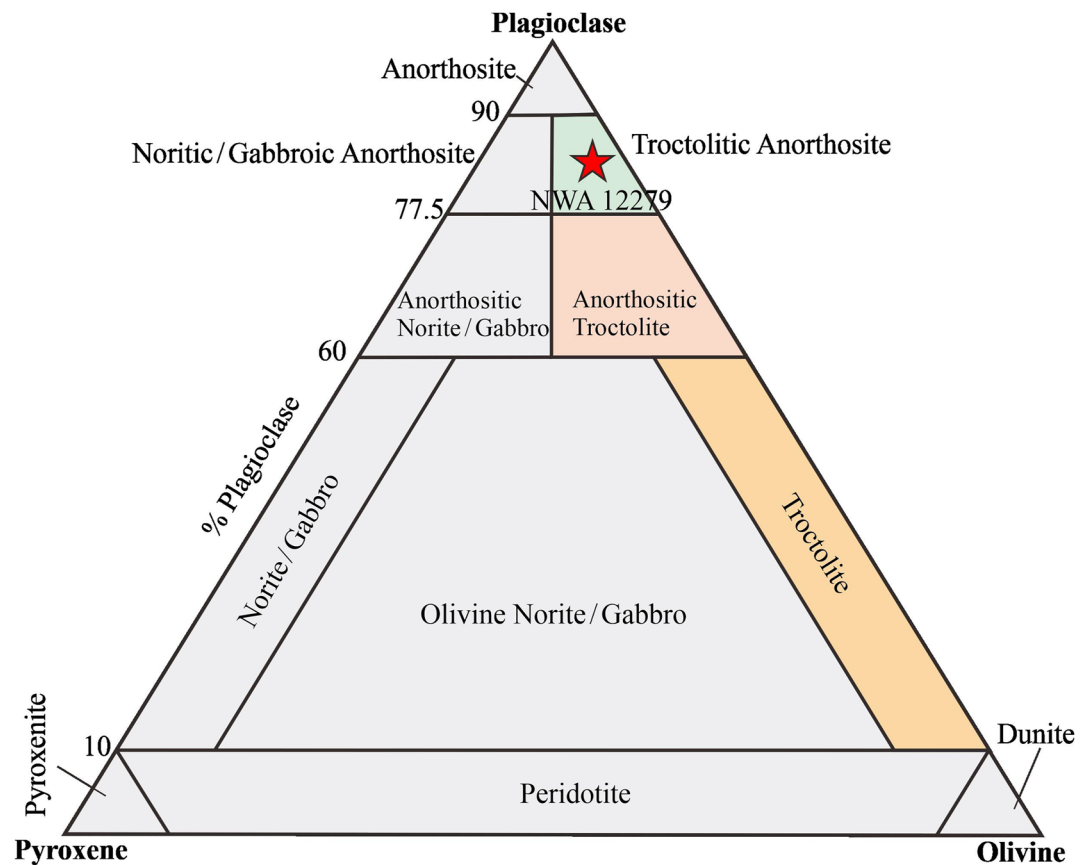 Plagioclase
Anorthosite
90
Noritic/Gabbroic Anorthosite
Troctolitic Anorthosite
NWA 12279
77.5
Anorthositic
Norite/Gabbro
Anorthositic
Troctolite
60
% Plagioclase
Norite/Gabbro
Troctolite
Olivine Norite/Gabbro
Pyroxenite
10
Dunite
Peridotite
Pyroxene
Olivine